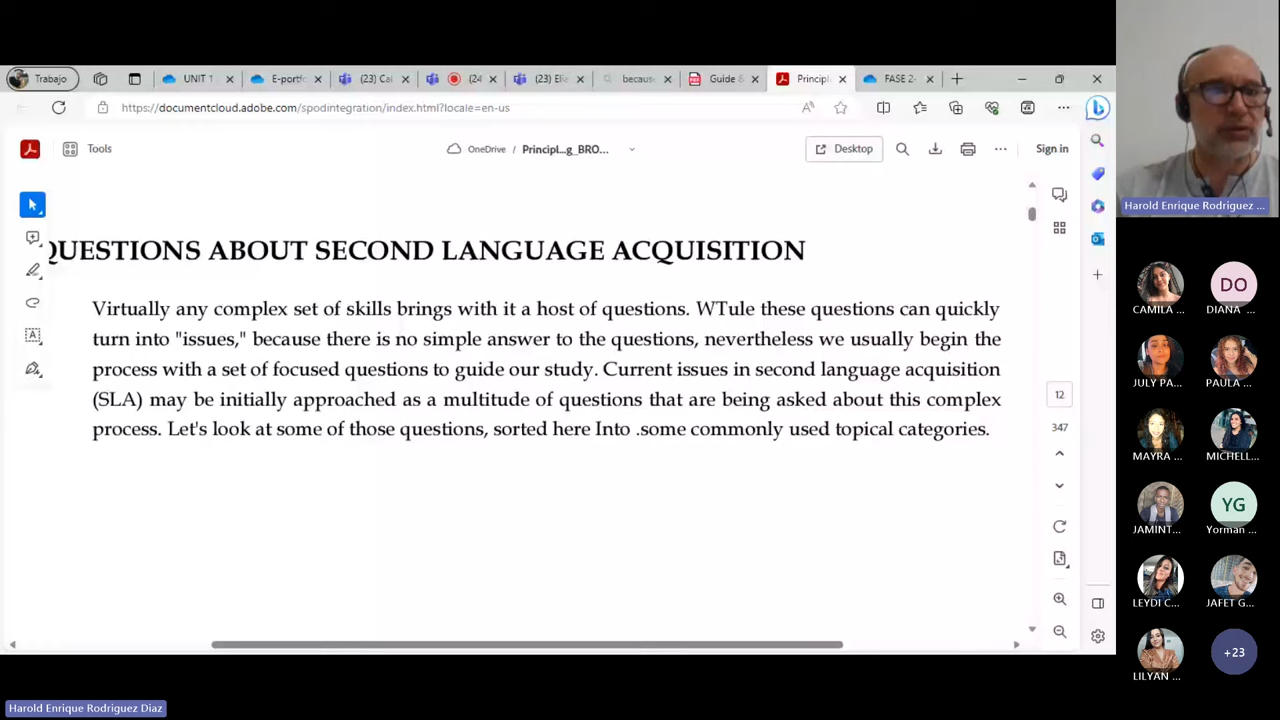 Trabajo
UNIT 1
E-portf
(23) Cal
(24
(23) Eli
becaus
Guide &
Princip
FASE 2-
https://documentcloud.adobe.com/spodintegration/index.html?locale=en-us
Tools
OneDrive / Principl...g_BRO...
Desktop
Sign in
QUESTIONS ABOUT SECOND LANGUAGE ACQUISITION
Virtually any complex set of skills brings with it a host of questions. WTule these questions can quickly
turn into "issues," because there is no simple answer to the questions, nevertheless we usually begin the
process with a set of focused questions to guide our study. Current issues in second language acquisition
(SLA) may be initially approached as a multitude of questions that are being asked about this complex
process. Let's look at some of those questions, sorted here Into .some commonly used topical categories.
12
347
Harold Enrique Rodriguez ...
DO
CAMILA ...
DIANA ...
JULY PA...
PAULA ...
MAYRA ...
MICHELL...
YG
JAMINT...
Yorman ...
LEYDI C...
JAFET G...
LILYAN ...
+23
Harold Enrique Rodriguez Diaz